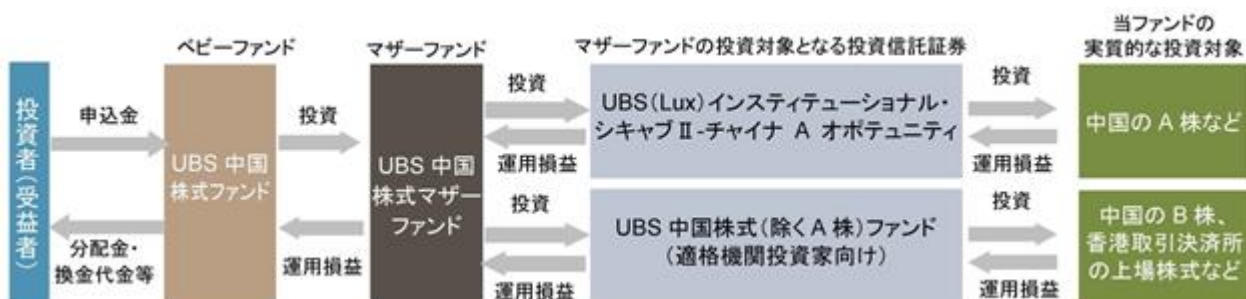 ベビーファンド
マザーファンド
マザーファンドの投資対象となる投資信託証券
当ファンドの
実質的な投資対象
投資者(受益者)
申込金
分配金・
換金代金等
UBS 中国
株式ファンド
投資
運用損益
UBS 中国
株式マザー
ファンド
投資
運用損益
投資
運用損益
UBS(Lux)インスティテューショナル・
シキャブⅡ-チャイナ A オポテュニティ
UBS 中国株式(除く A 株)ファンド
(適格機関投資家向け)
投資
運用損益
投資
運用損益
中国の A 株など
中国の B 株、
香港取引決済所
の上場株式など